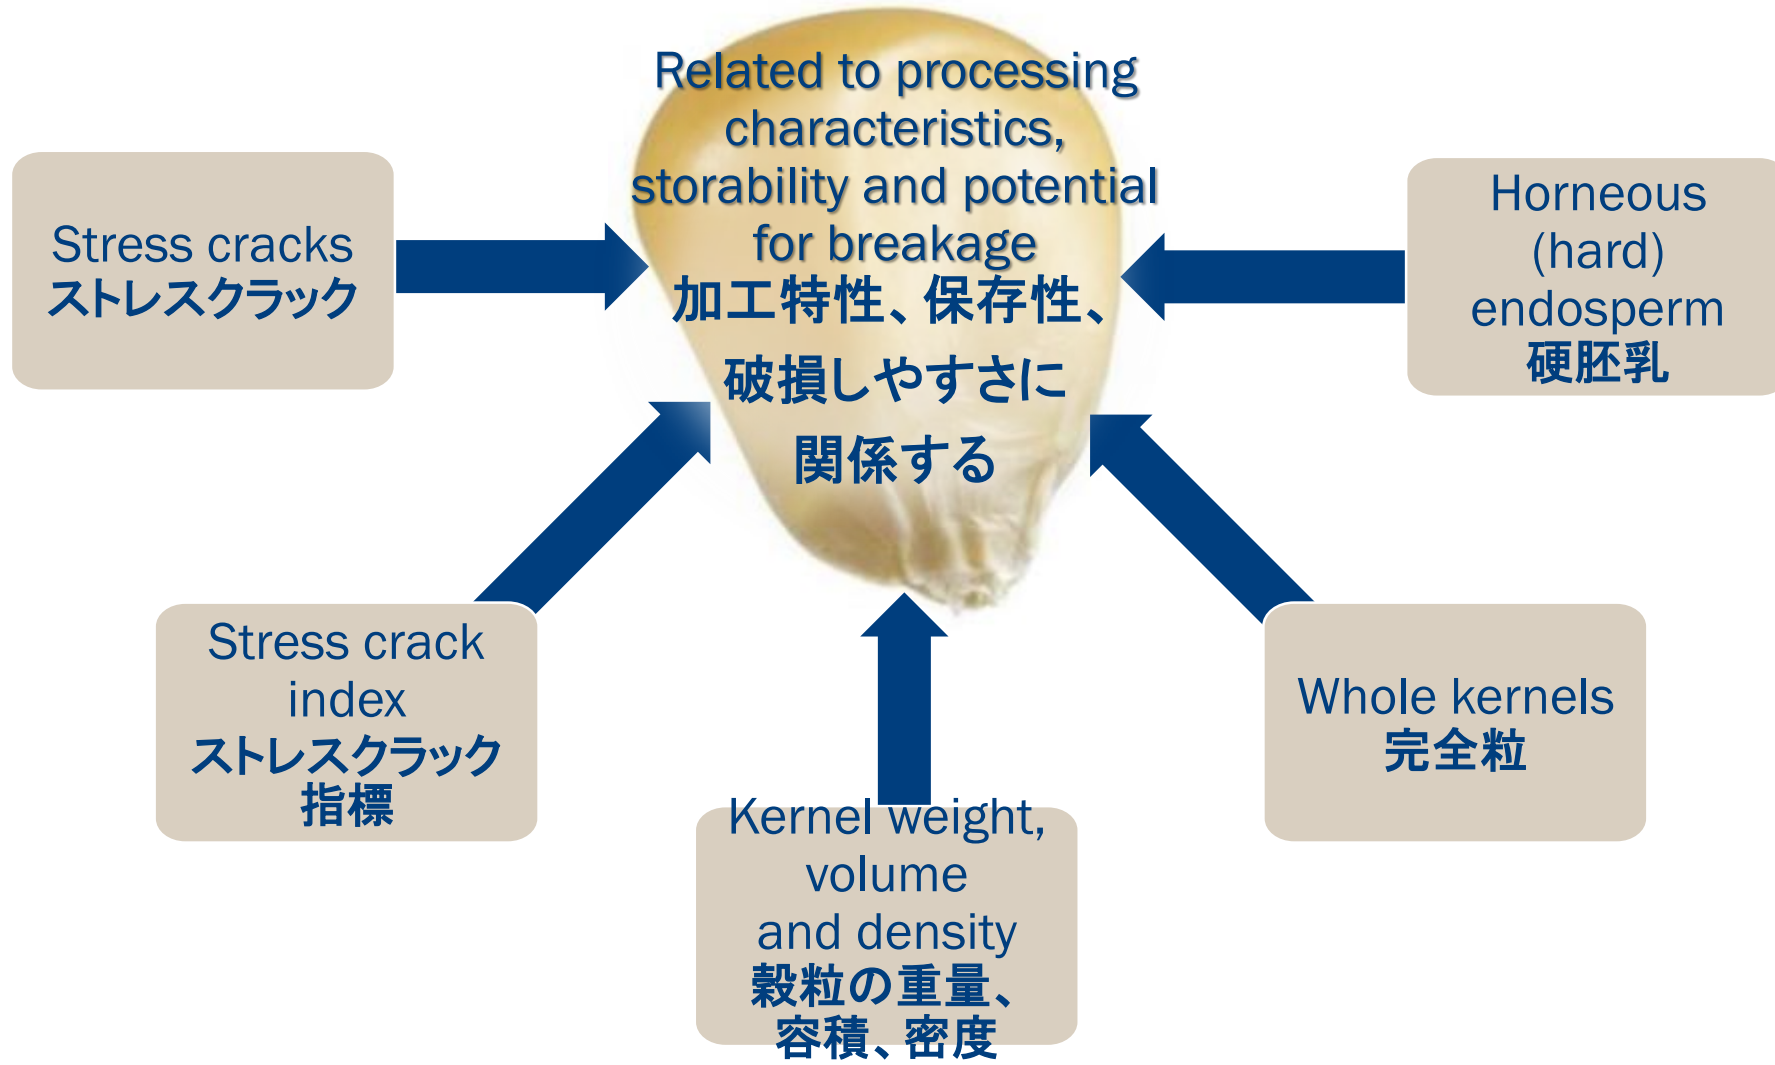 Related to processing
characteristics,
storability and potential
for breakage
加工特性、保存性、
破損しやすさに
関係する
Stress cracks
ストレスクラック
Horneous
(hard)
endosperm
硬胚乳
Stress crack
index
ストレスクラック
指標
Kernel weight,
volume
and density
穀粒の重量、
容積、密度
Whole kernels
完全粒